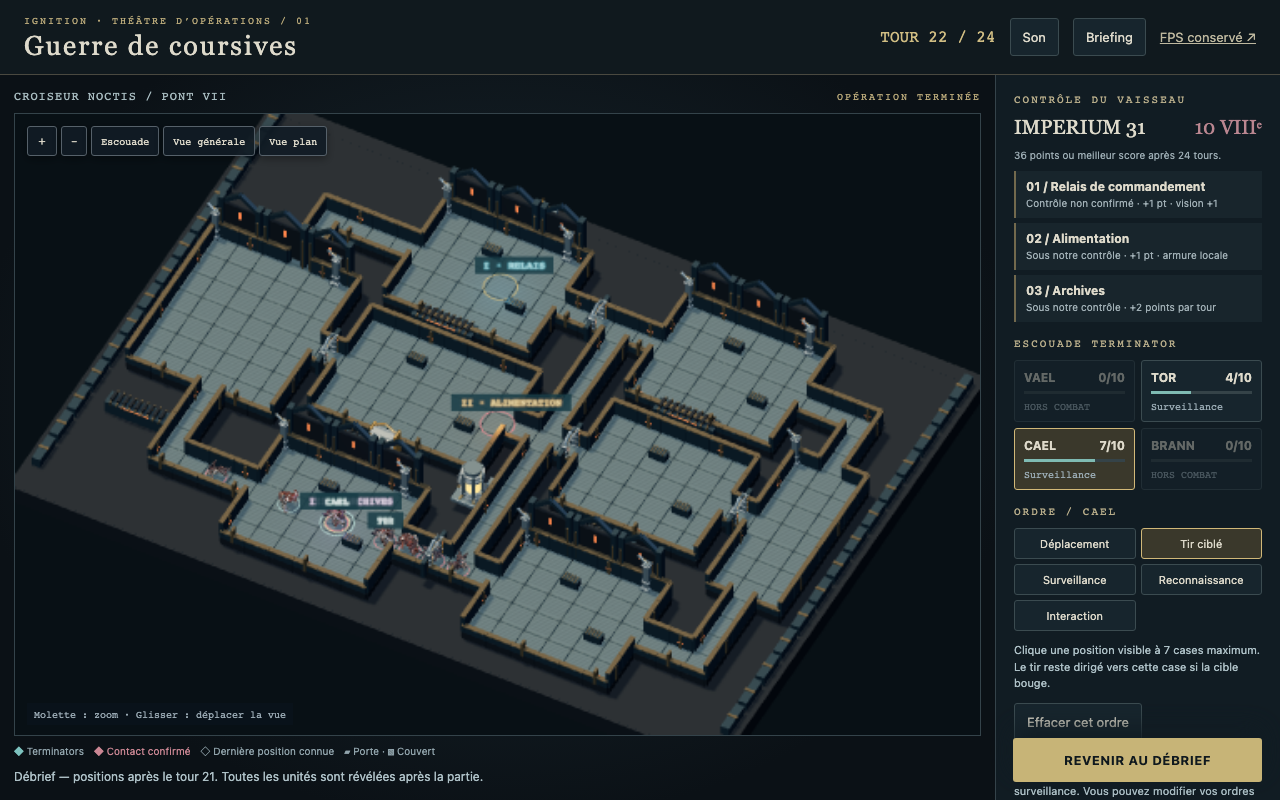 IGNITION · THÉÂTRE D'OPÉRATIONS / 01
Guerre de coursives
TOUR 22 / 24
Son
Briefing
FPS conservé ↗
CROISEUR NOCTIS / PONT VII
OPÉRATION TERMINÉE
+
−
Escouade
Vue générale
Vue plan
I · RELAIS
II · ALIMENTATION
CAEL
TOR
Molette : zoom · Glisser : déplacer la vue
Terminators
Contact confirmé
Dernière position connue
Porte · Couvert
Débrief — positions après le tour 21. Toutes les unités sont révélées après la partie.
CONTRÔLE DU VAISSEAU
IMPERIUM 31
10 VIIIᵉ
36 points ou meilleur score après 24 tours.
01 / Relais de commandement
Contrôle non confirmé · +1 pt · vision +1
02 / Alimentation
Sous notre contrôle · +1 pt · armure locale
03 / Archives
Sous notre contrôle · +2 points par tour
ESCOUADE TERMINATOR
VAEL 0/10
HORS COMBAT
TOR 4/10
Surveillance
CAEL 7/10
Surveillance
BRANN 0/10
HORS COMBAT
ORDRE / CAEL
Déplacement
Tir ciblé
Surveillance
Reconnaissance
Interaction
Clique une position visible à 7 cases maximum.
Le tir reste dirigé vers cette case si la cible
bouge.
Effacer cet ordre
REVENIR AU DÉBRIEF
surveillance. Vous pouvez modifier vos ordres